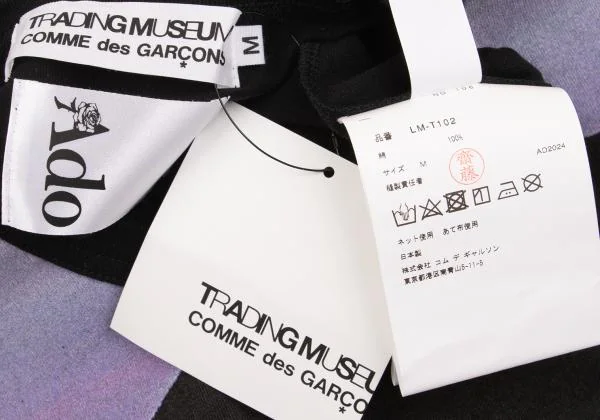 TRADING MUSEUM
COMME des GARÇONS
M
Ado
TRADING MUSEU
COMME des GARÇO
品番 LM-T102
綿 100%
サイズ M
AD2024
縫製責任者
齋藤
ネット使用 あて布使用
日本製
株式会社 コム デ ギャルソン
東京都港区南青山5-11-5